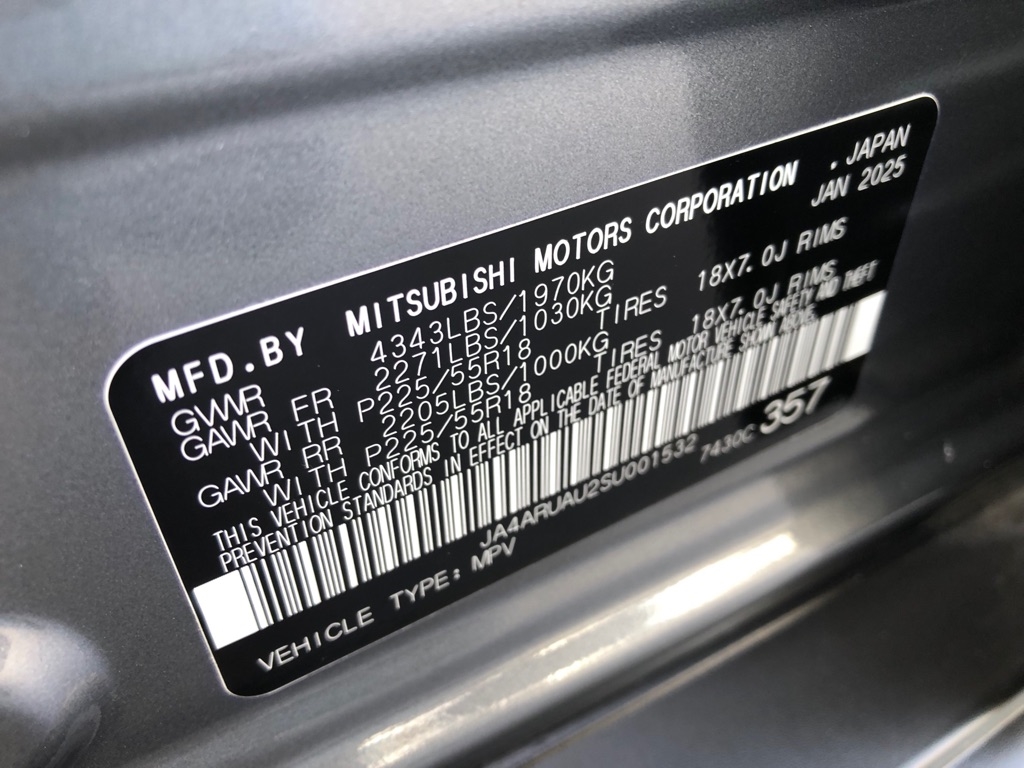 MFD.BY MITSUBISHI MOTORS CORPORATION . JAPAN
JAN 2025
GVWR 4343LBS/1970KG
GAWR FR 2271LBS/1030KG
WITH P225/55R18 TIRES 18X7.0J RIMS
GAWR RR 2205LBS/1000KG
WITH P225/55R18 TIRES 18X7.0J RIMS
THIS VEHICLE CONFORMS TO ALL APPLICABLE FEDERAL MOTOR VEHICLE SAFETY AND THEFT
PREVENTION STANDARDS IN EFFECT ON THE DATE OF MANUFACTURE SHOWN ABOVE.
JA4ARUAU2SU001532 7430C 357
VEHICLE TYPE: MPV